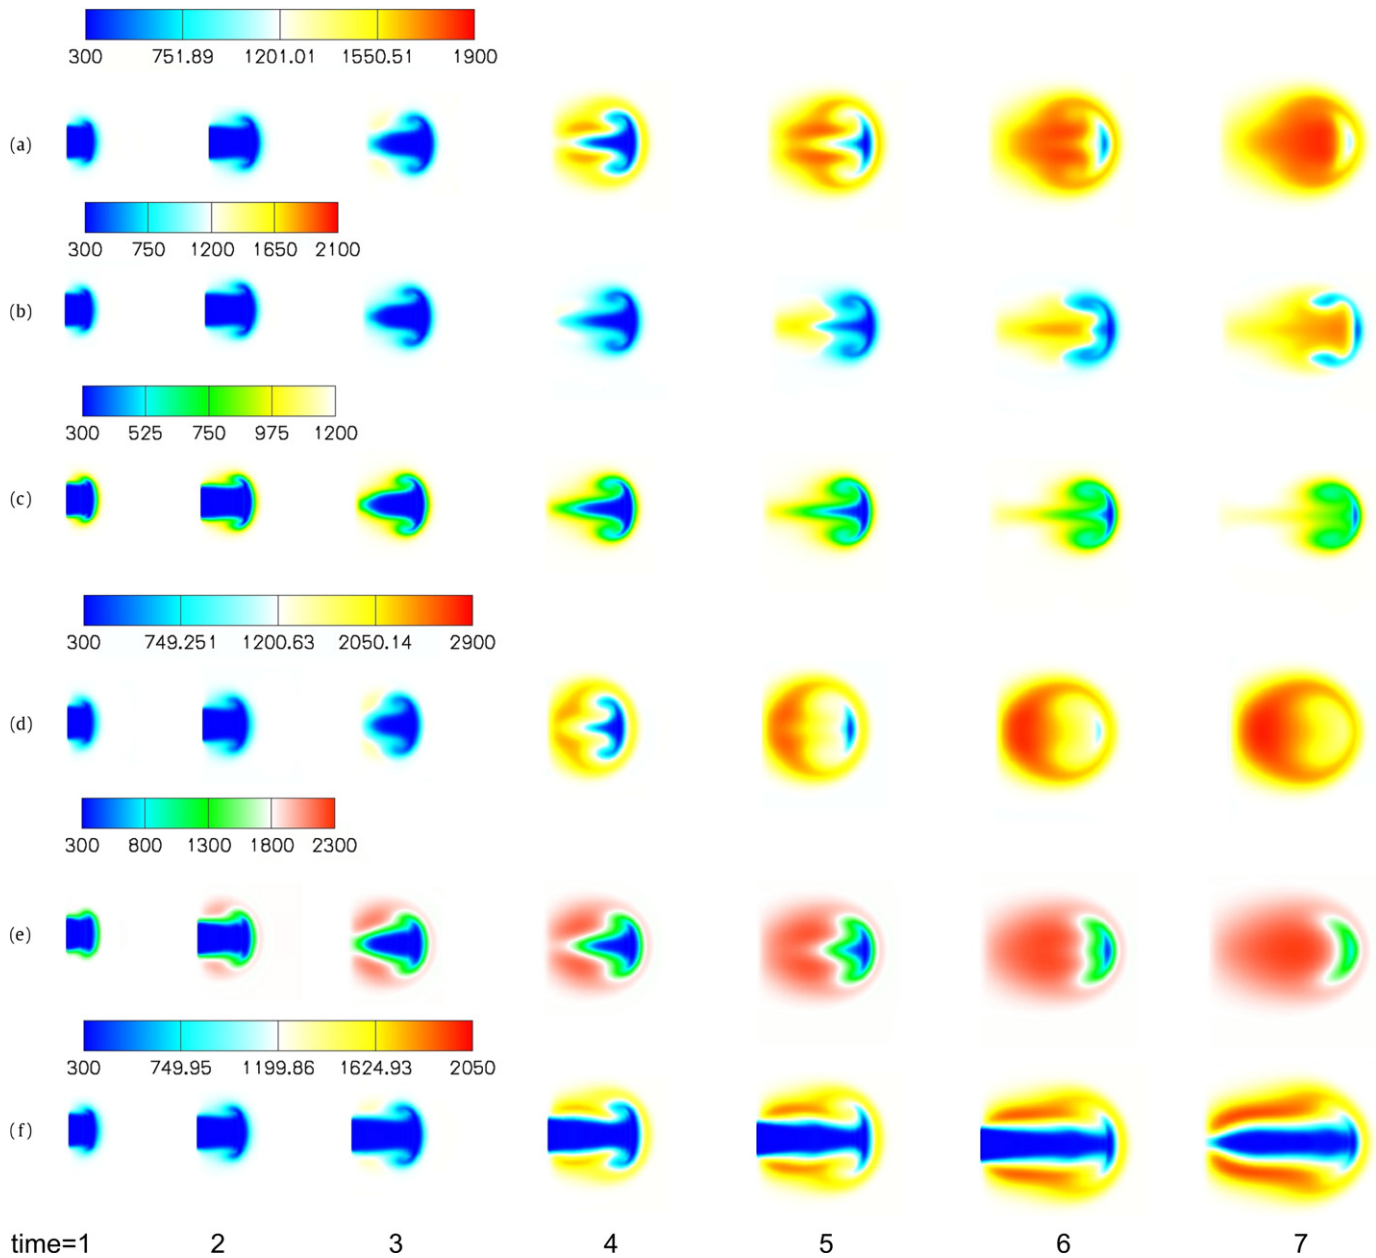 300 751.89 1201.01 1550.51 1900
(a)
300 750 1200 1650 2100
(b)
300 525 750 975 1200
(c)
300 749.251 1200.63 2050.14 2900
(d)
300 800 1300 1800 2300
(e)
300 749.95 1199.86 1624.93 2050
(f)
time=1 2 3 4 5 6 7